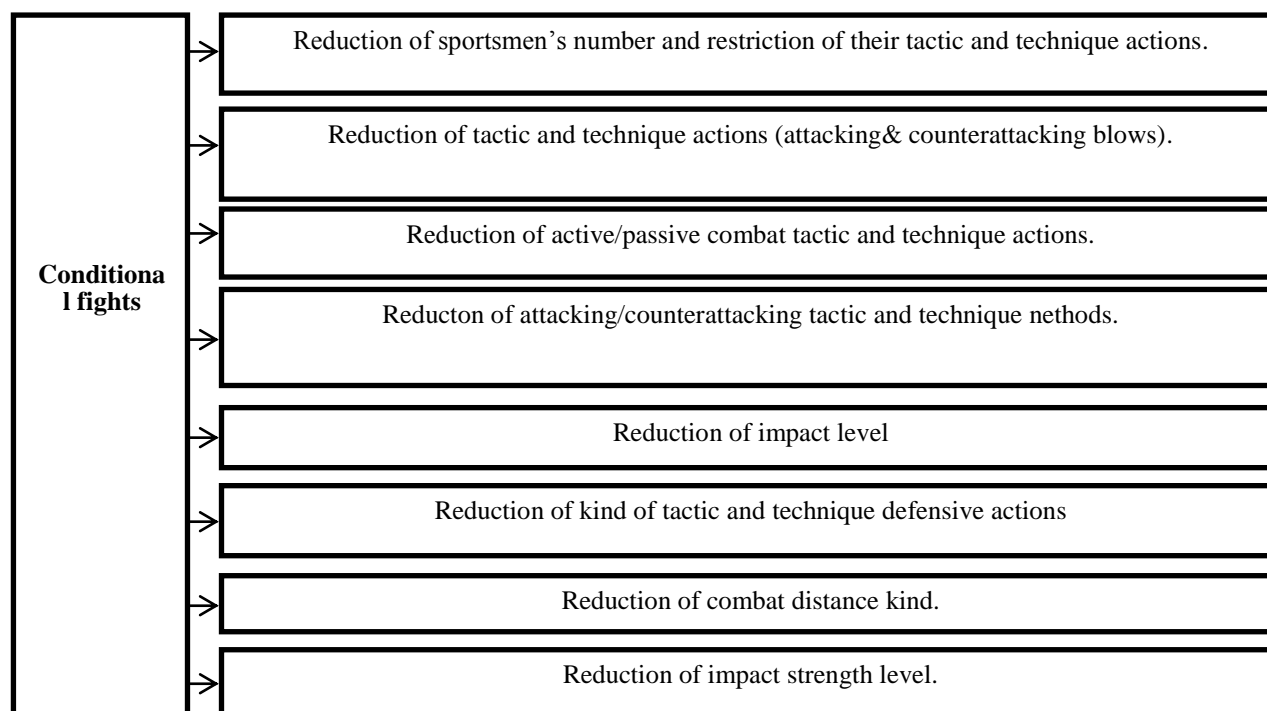 Reduction of sportsmen’s number and restriction of their tactic and technique actions.
Reduction of tactic and technique actions (attacking& counterattacking blows).
Reduction of active/passive combat tactic and technique actions.
Conditiona
l fights
Reducton of attacking/counterattacking tactic and technique nethods.
Reduction of impact level
Reduction of kind of tactic and technique defensive actions
Reduction of combat distance kind.
Reduction of impact strength level.